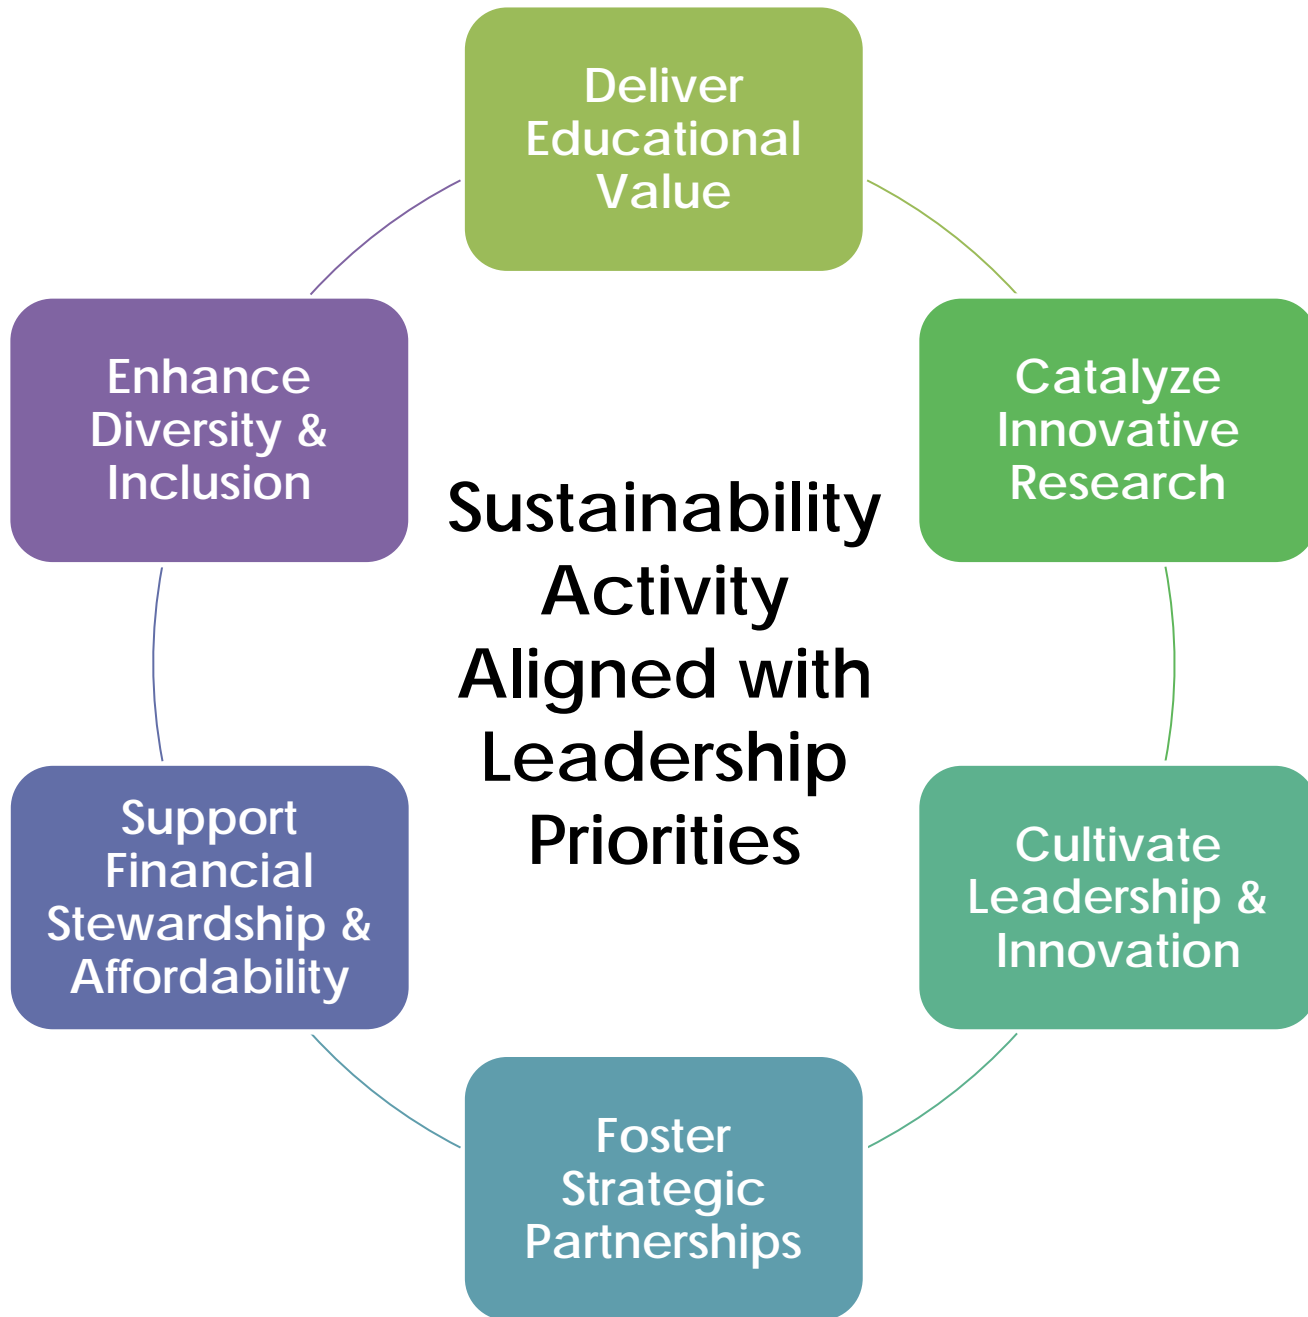 Deliver
Educational
Value
Catalyze
Innovative
Research
Cultivate
Leadership &
Innovation
Foster
Strategic
Partnerships
Support
Financial
Stewardship &
Affordability
Enhance
Diversity &
Inclusion
Sustainability
Activity
Aligned with
Leadership
Priorities